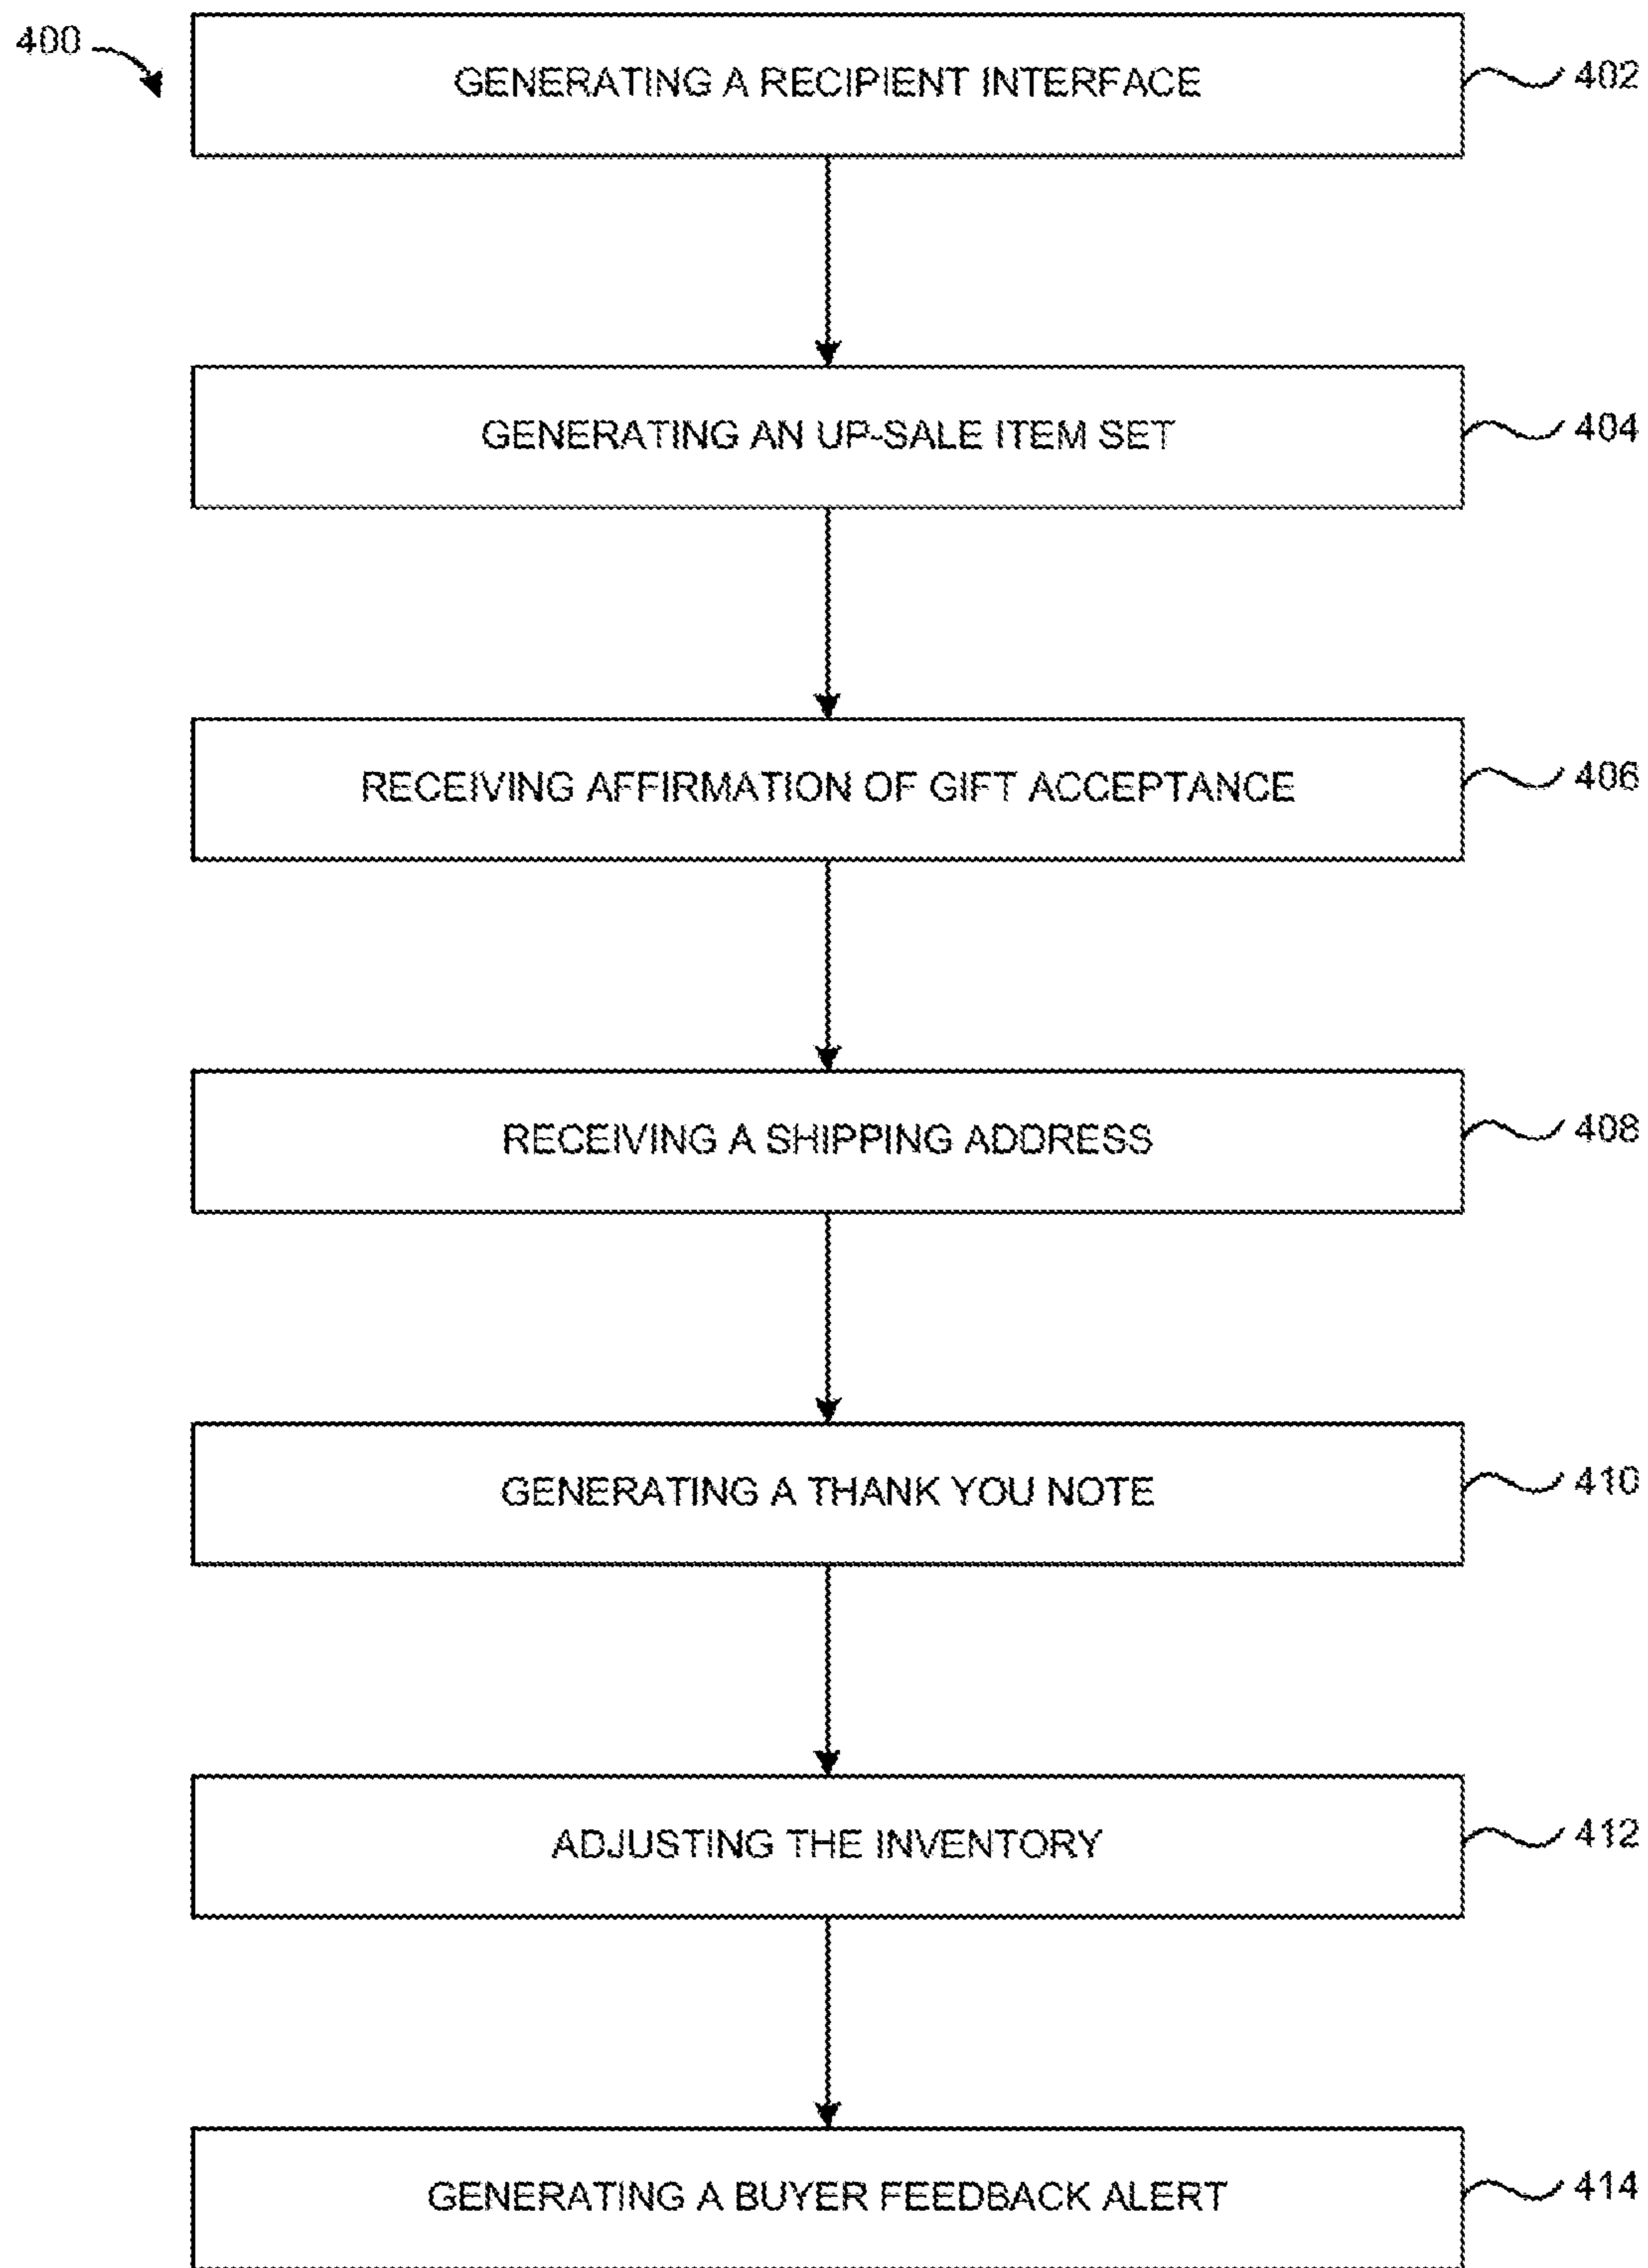 400
GENERATING A RECIPIENT INTERFACE
402
GENERATING AN UP-SALE ITEM SET
404
RECEIVING AFFIRMATION OF GIFT ACCEPTANCE
406
RECEIVING A SHIPPING ADDRESS
408
GENERATING A THANK YOU NOTE
410
ADJUSTING THE INVENTORY
412
GENERATING A BUYER FEEDBACK ALERT
414